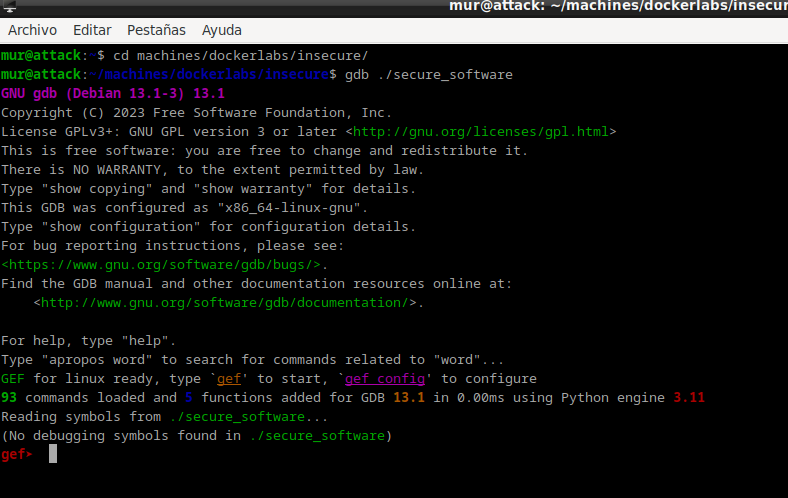 mur@attack: ~/machines/dockerlabs/insecur
Archivo Editar Pestañas Ayuda
mur@attack:~$ cd machines/dockerlabs/insecure/
mur@attack:~/machines/dockerlabs/insecure$ gdb ./secure_software
GNU gdb (Debian 13.1-3) 13.1
Copyright (C) 2023 Free Software Foundation, Inc.
License GPLv3+: GNU GPL version 3 or later <http://gnu.org/licenses/gpl.html>
This is free software: you are free to change and redistribute it.
There is NO WARRANTY, to the extent permitted by law.
Type "show copying" and "show warranty" for details.
This GDB was configured as "x86_64-linux-gnu".
Type "show configuration" for configuration details.
For bug reporting instructions, please see:
<https://www.gnu.org/software/gdb/bugs/>.
Find the GDB manual and other documentation resources online at:
    <http://www.gnu.org/software/gdb/documentation/>.

For help, type "help".
Type "apropos word" to search for commands related to "word"...
GEF for linux ready, type `gef' to start, `gef config' to configure
93 commands loaded and 5 functions added for GDB 13.1 in 0.00ms using Python engine 3.11
Reading symbols from ./secure_software...
(No debugging symbols found in ./secure_software)
gef>